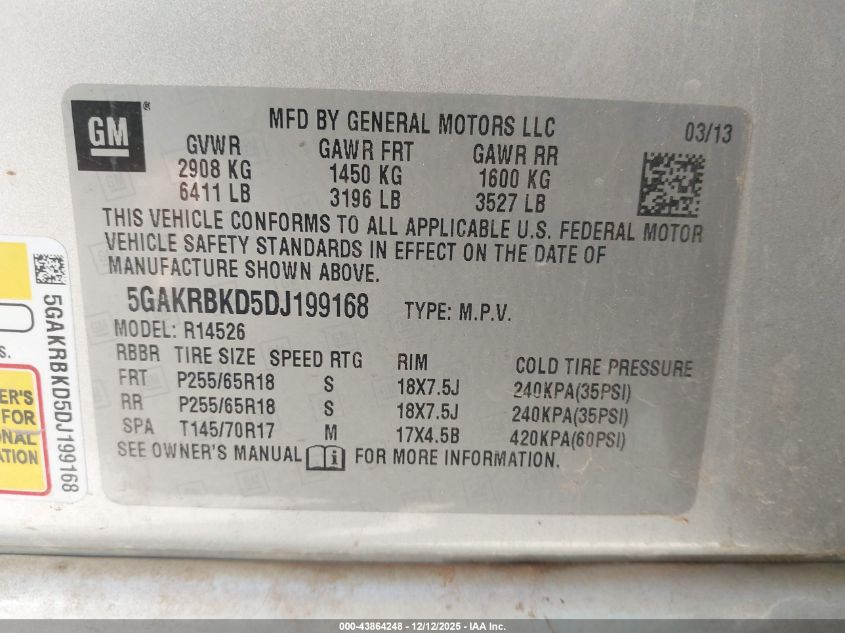 GM ®
MFD BY GENERAL MOTORS LLC
03/13
GVWR GAWR FRT GAWR RR
2908 KG 1450 KG 1600 KG
6411 LB 3196 LB 3527 LB
THIS VEHICLE CONFORMS TO ALL APPLICABLE U.S. FEDERAL MOTOR
VEHICLE SAFETY STANDARDS IN EFFECT ON THE DATE OF
MANUFACTURE SHOWN ABOVE.
5GAKRBKD5DJ199168 TYPE: M.P.V.
MODEL: R14526
RBBR TIRE SIZE SPEED RTG RIM COLD TIRE PRESSURE
FRT P255/65R18 S 18X7.5J 240KPA(35PSI)
RR P255/65R18 S 18X7.5J 240KPA(35PSI)
SPA T145/70R17 M 17X4.5B 420KPA(60PSI)
SEE OWNER'S MANUAL i FOR MORE INFORMATION.
5GAKRBKD5DJ199168
S.
ER'S
FOR
NAL
ATION
000-43864248 - 12/12/2025 - IAA Inc.